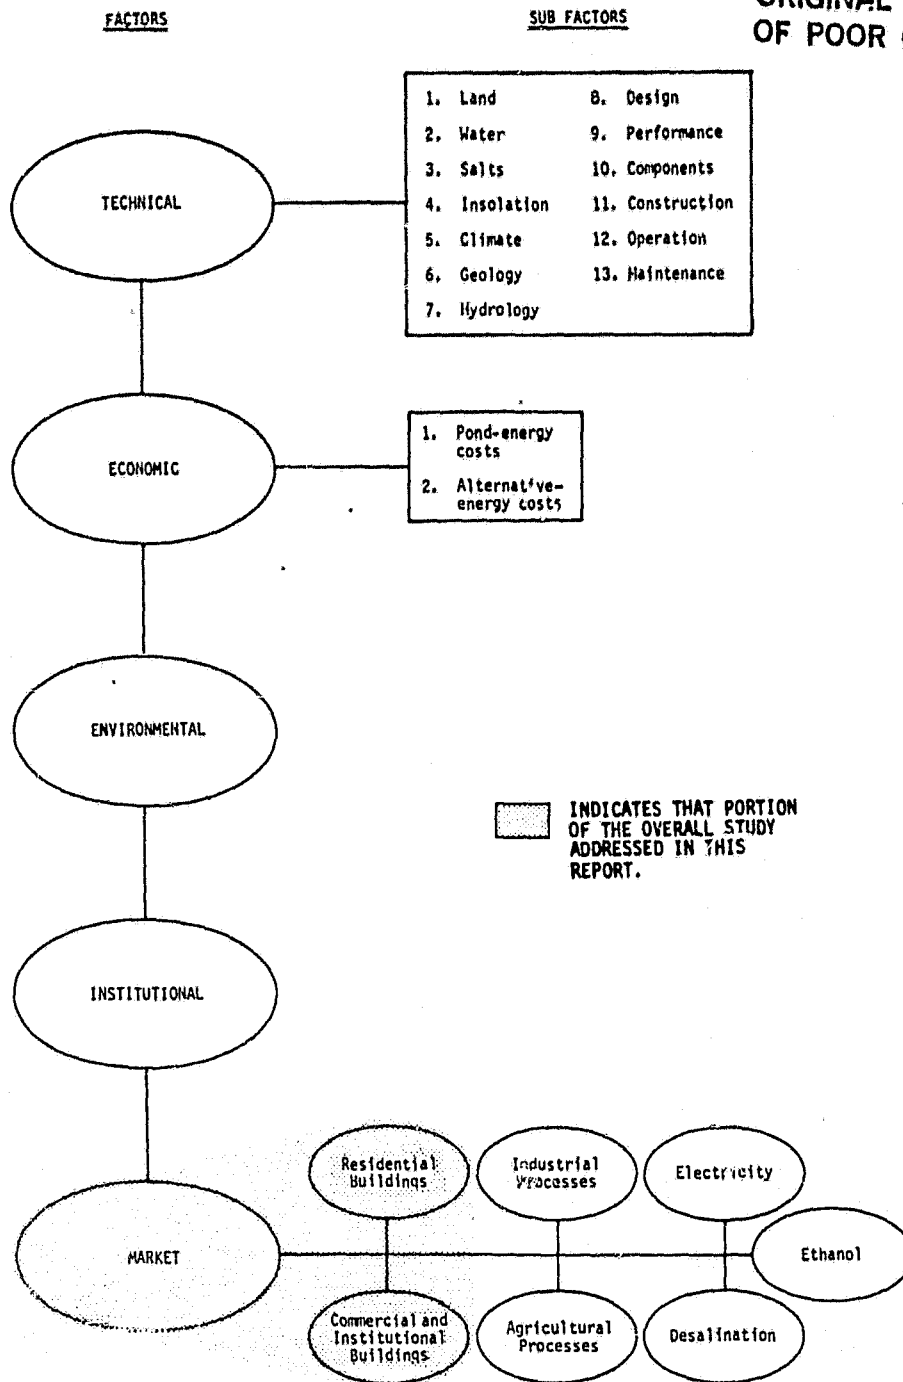 ORIGINAL
OF POOR
FACTORS
SUB FACTORS
1. Land
2. Water
3. Salts
4. Insolation
5. Climate
6. Geology
7. Hydrology
8. Design
9. Performance
10. Components
11. Construction
12. Operation
13. Maintenance
TECHNICAL
1. Pond-energy
costs
2. Alternative-
energy costs
ECONOMIC
ENVIRONMENTAL
INDICATES THAT PORTION
OF THE OVERALL STUDY
ADDRESSED IN THIS
REPORT.
INSTITUTIONAL
Residential
Buildings
Industrial
Processes
Electricity
MARKET
Ethanol
Commercial and
Institutional
Buildings
Agricultural
Processes
Desalination